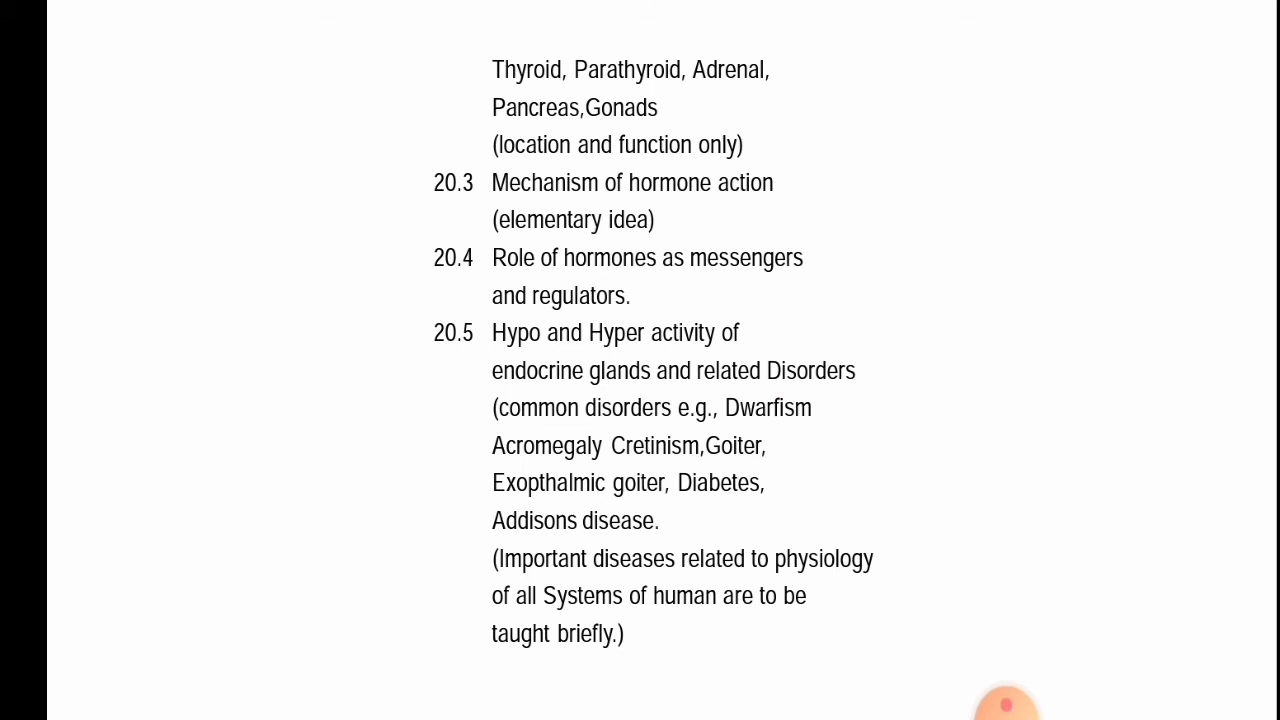 Thyroid, Parathyroid, Adrenal,
Pancreas,Gonads
(location and function only)
20.3 Mechanism of hormone action
(elementary idea)
20.4 Role of hormones as messengers
and regulators.
20.5 Hypo and Hyper activity of
endocrine glands and related Disorders
(common disorders e.g., Dwarfism
Acromegaly Cretinism,Goiter,
Exopthalmic goiter, Diabetes,
Addisons disease.
(Important diseases related to physiology
of all Systems of human are to be
taught briefly.)